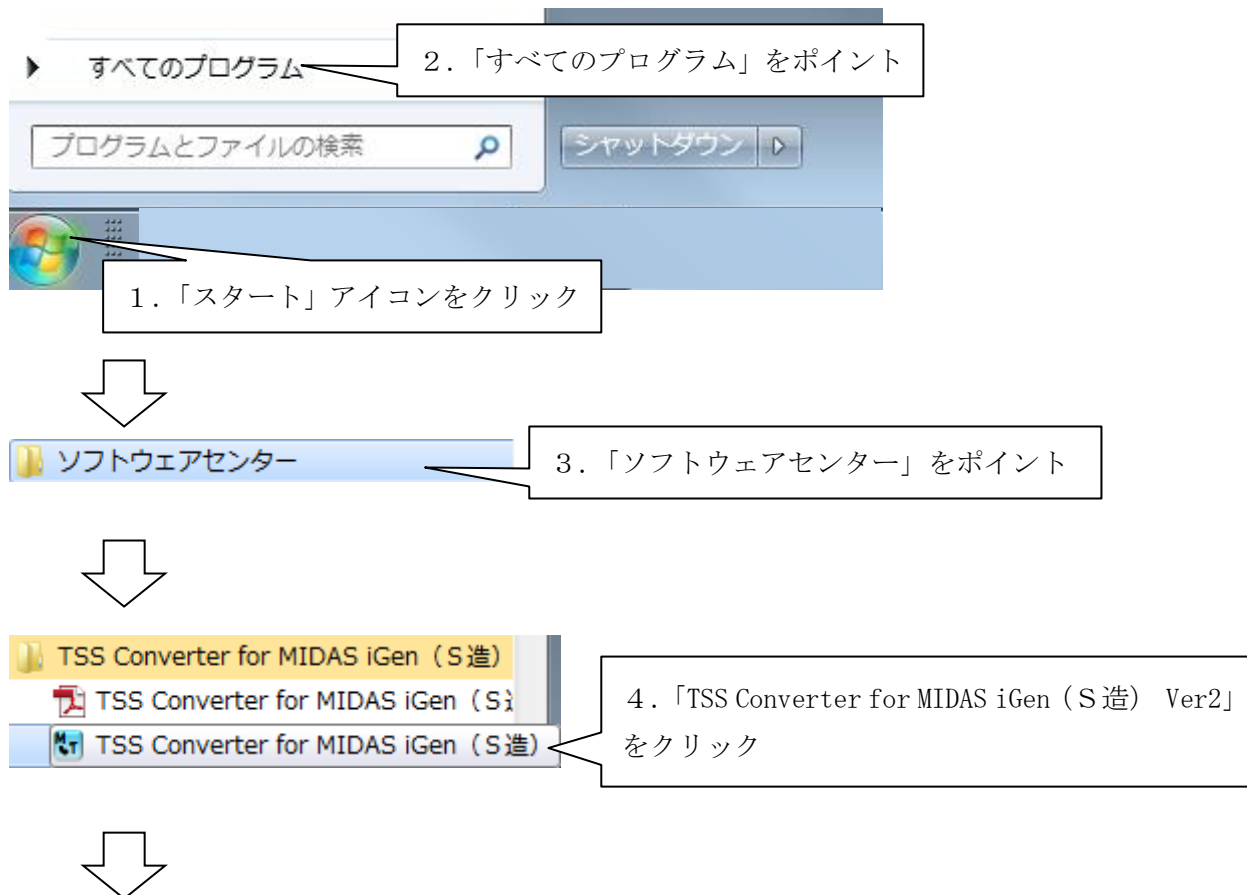 すべてのプログラム
2.「すべてのプログラム」をポイント
プログラムとファイルの検索
シャットダウン
1.「スタート」アイコンをクリック
ソフトウェアセンター
3.「ソフトウェアセンター」をポイント
TSS Converter for MIDAS iGen(S造)
TSS Converter for MIDAS iGen(S
TSS Converter for MIDAS iGen(S造)
4.「TSS Converter for MIDAS iGen(S造) Ver2」
をクリック